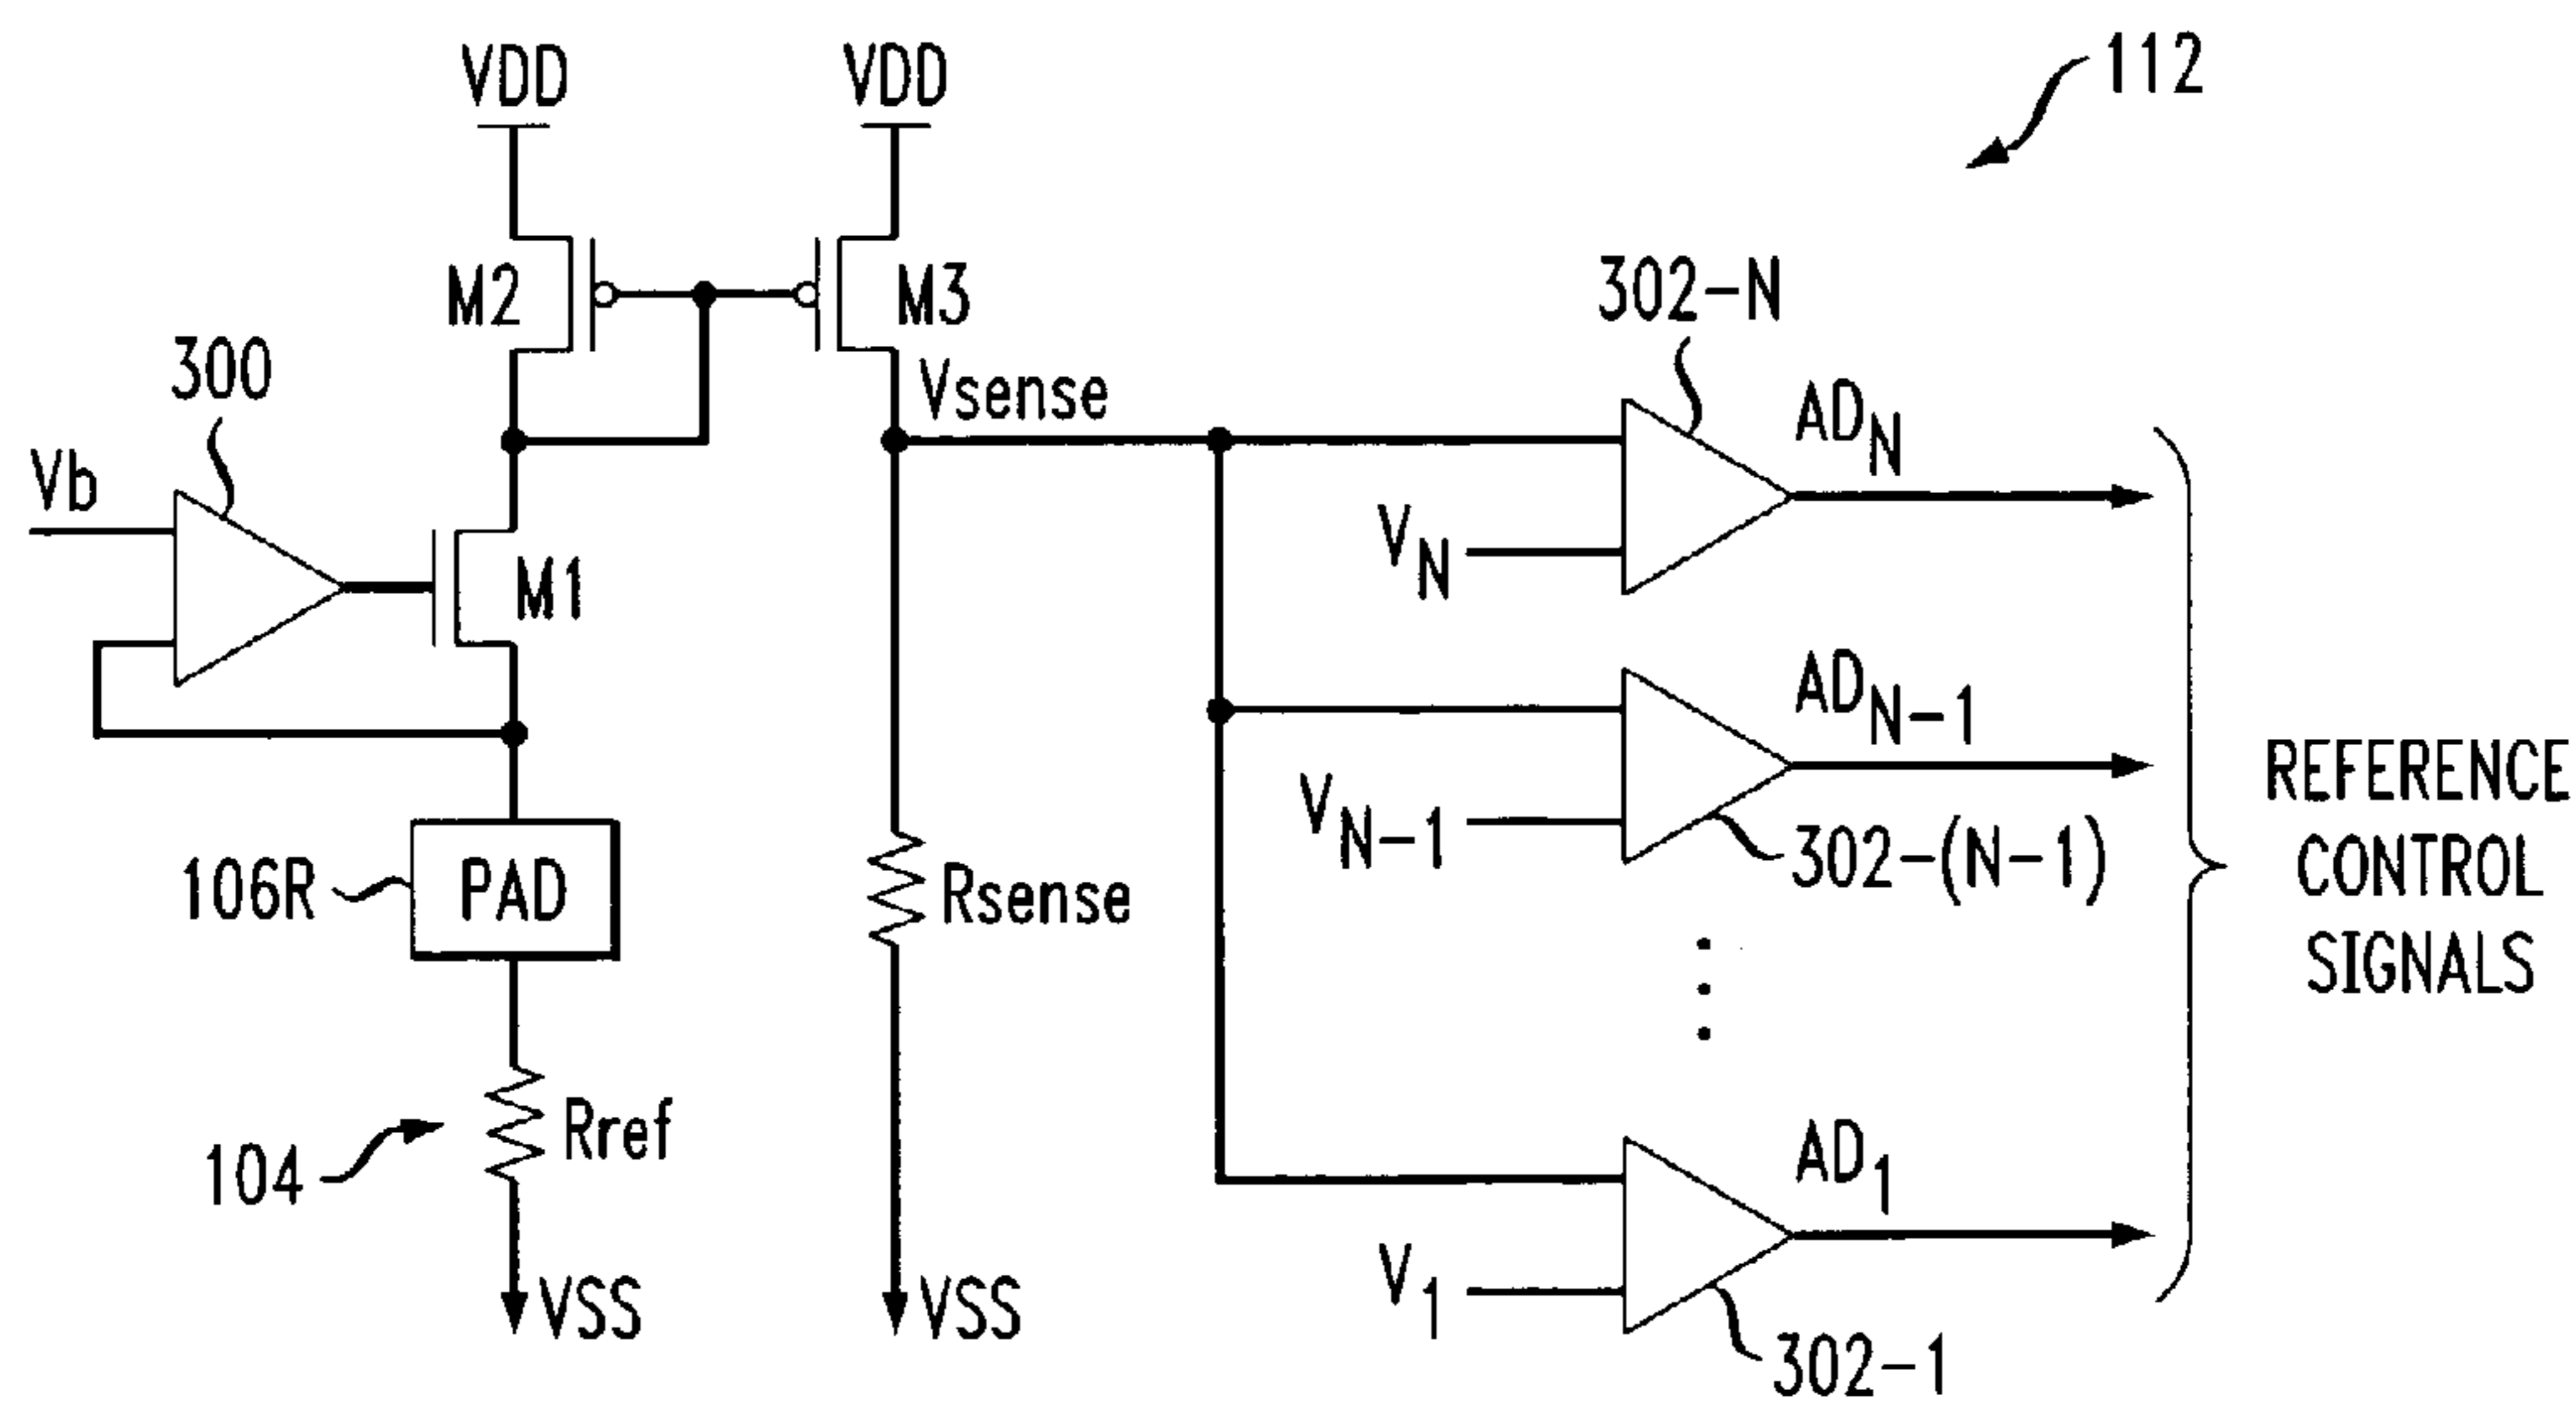 VDD
VDD
112
M2
M3
302-N
300
Vsense
AD_N
Vb
V_N
M1
AD_N-1
REFERENCE
CONTROL
SIGNALS
V_N-1
302-(N-1)
106R
PAD
Rsense
Rref
104
AD_1
V_1
VSS
VSS
302-1